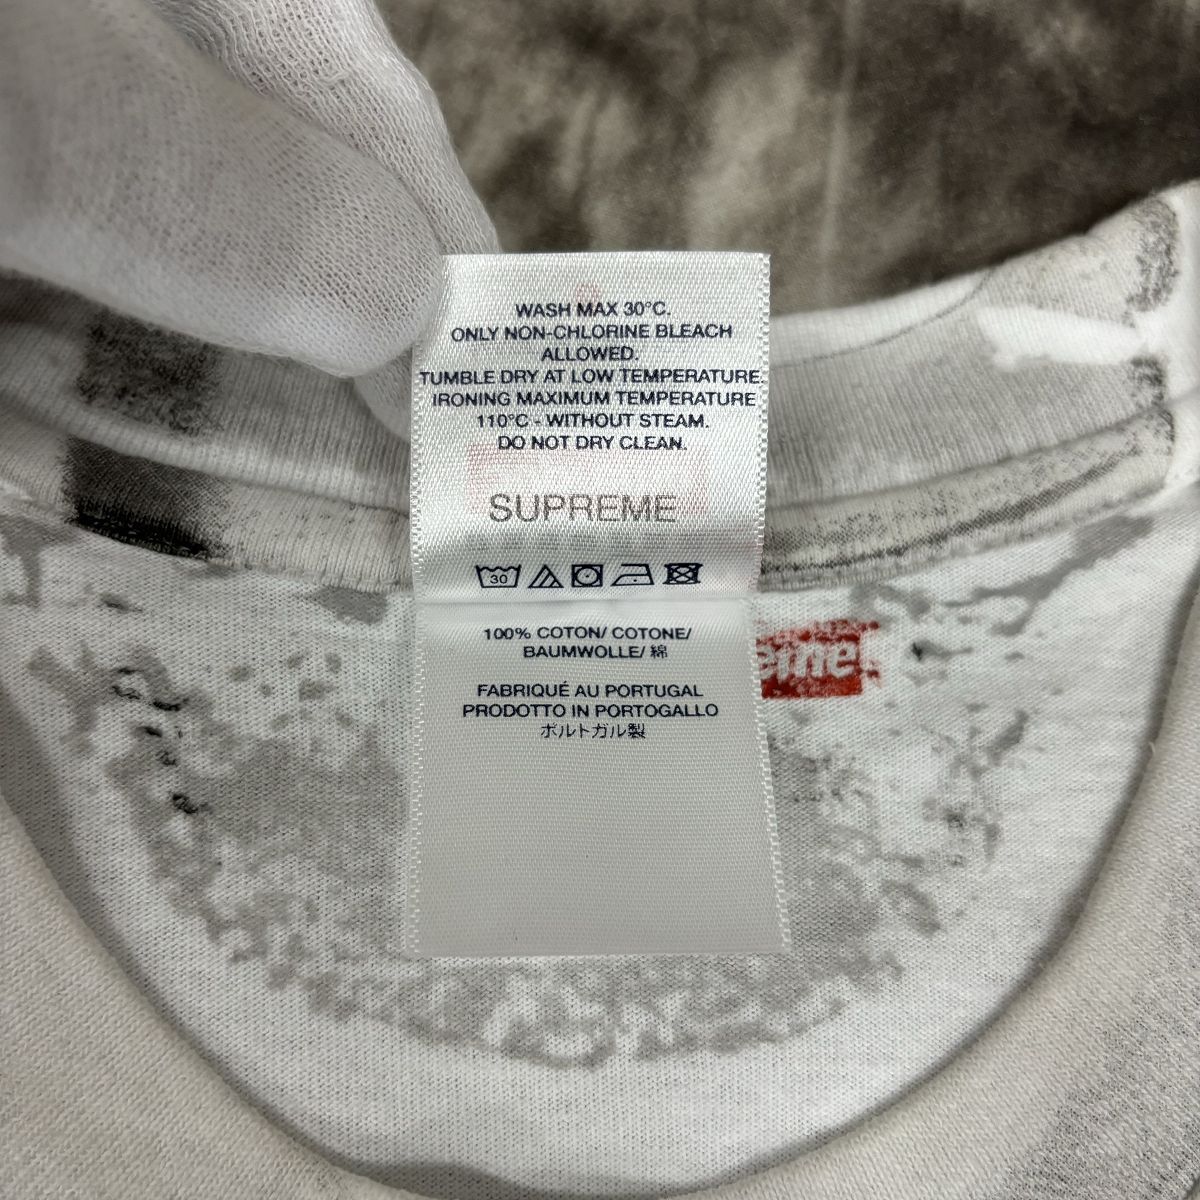 WASH MAX 30°C.
ONLY NON-CHLORINE BLEACH
ALLOWED.
TUMBLE DRY AT LOW TEMPERATURE.
IRONING MAXIMUM TEMPERATURE
110°C - WITHOUT STEAM.
DO NOT DRY CLEAN.
SUPREME
30
100% COTON/ COTONE/
BAUMWOLLE/ 綿
eme
FABRIQUÉ AU PORTUGAL
PRODOTTO IN PORTOGALLO
ポルトガル製